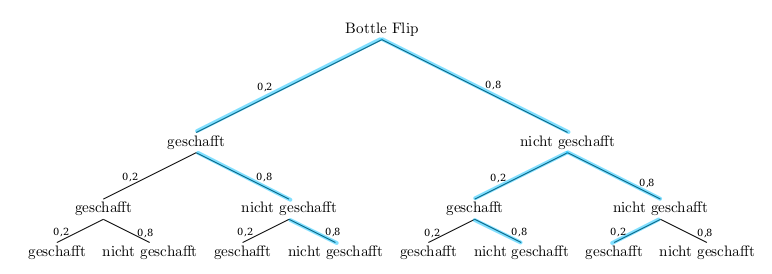 Bottle Flip
0,2 0,8
geschafft nicht geschafft
0,2 0,8 0,2 0,8
geschafft nicht geschafft geschafft nicht geschafft
0,2 0,8 0,2 0,8 0,2 0,8 0,2 0,8
geschafft nicht geschafft geschafft nicht geschafft geschafft nicht geschafft geschafft nicht geschafft